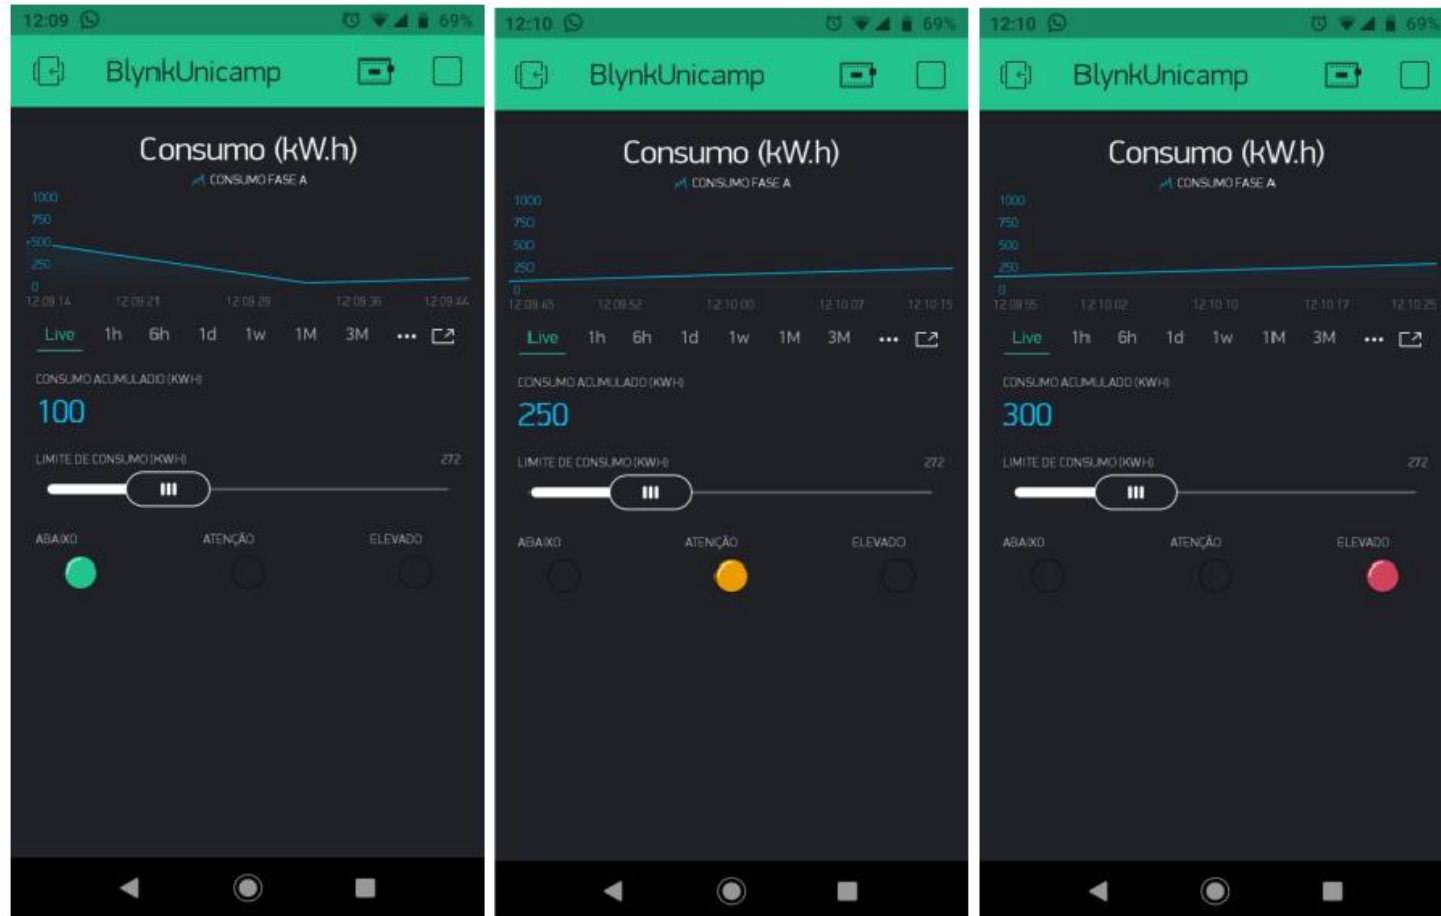 12:09 69%
BlynkUnicamp
Consumo (kW.h)
CONSUMO FASE A
1000
750
500
250
0
12:09:14 12:09:21 12:09:29 12:09:36 12:09:44
Live 1h 6h 1d 1w 1M 3M •••
CONSUMO ACUMULADO (KWH)
100
LIMITE DE CONSUMO (KWH) 272
ABAIXO ATENÇÃO ELEVADO
12:10 69%
BlynkUnicamp
Consumo (kW.h)
CONSUMO FASE A
1000
750
500
250
0
12:09:45 12:09:52 12:10:00 12:10:07 12:10:15
Live 1h 6h 1d 1w 1M 3M •••
CONSUMO ACUMULADO (KWH)
250
LIMITE DE CONSUMO (KWH) 272
ABAIXO ATENÇÃO ELEVADO
12:10 69%
BlynkUnicamp
Consumo (kW.h)
CONSUMO FASE A
1000
750
500
250
0
12:09:55 12:10:02 12:10:10 12:10:17 12:10:25
Live 1h 6h 1d 1w 1M 3M •••
CONSUMO ACUMULADO (KWH)
300
LIMITE DE CONSUMO (KWH) 272
ABAIXO ATENÇÃO ELEVADO